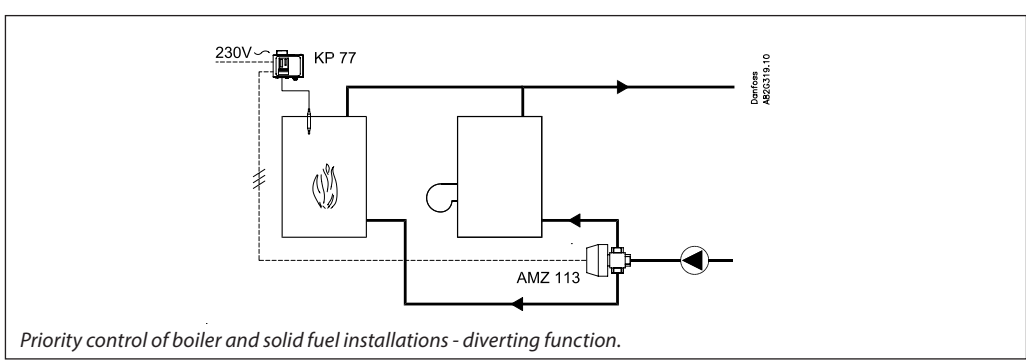 230V~
KP 77
Danfoss
A82G319.10
AMZ 113
Priority control of boiler and solid fuel installations - diverting function.